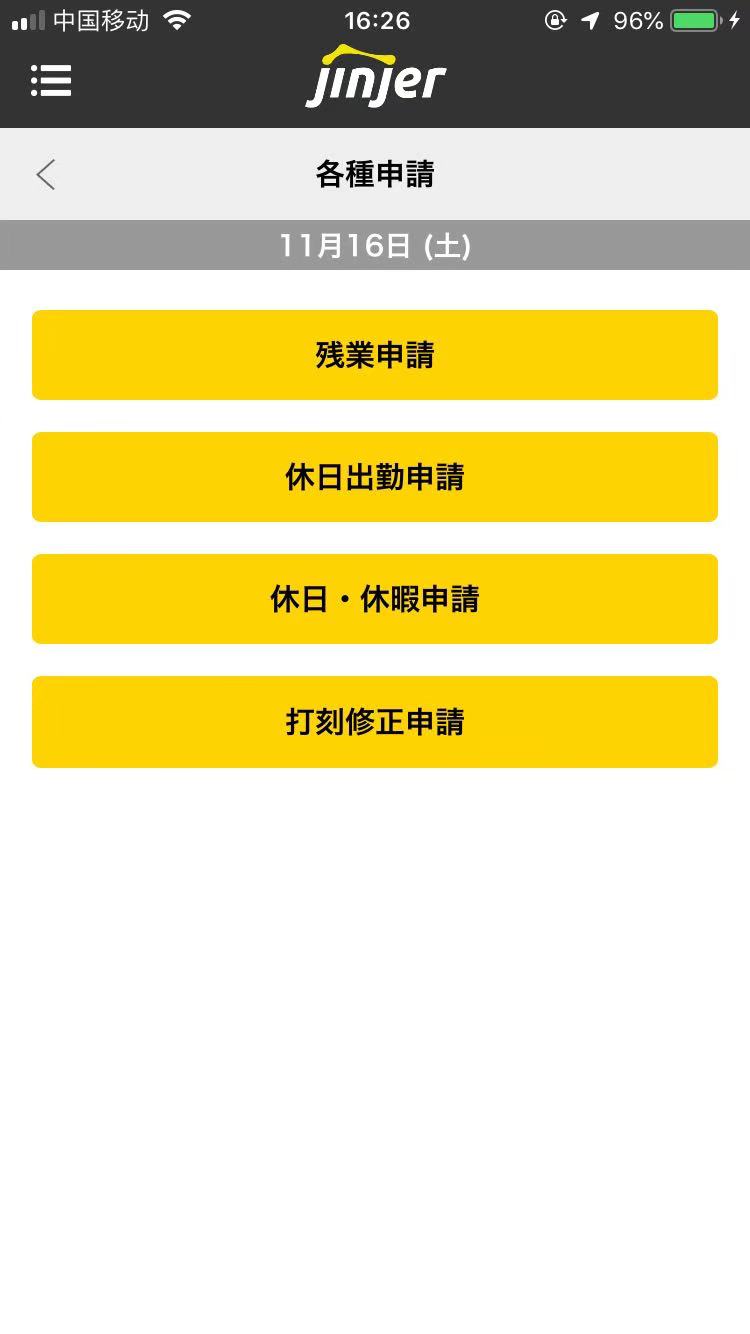 中国移动 16:26 96%
jinjer
各種申請
11月16日 (土)
残業申請
休日出勤申請
休日・休暇申請
打刻修正申請